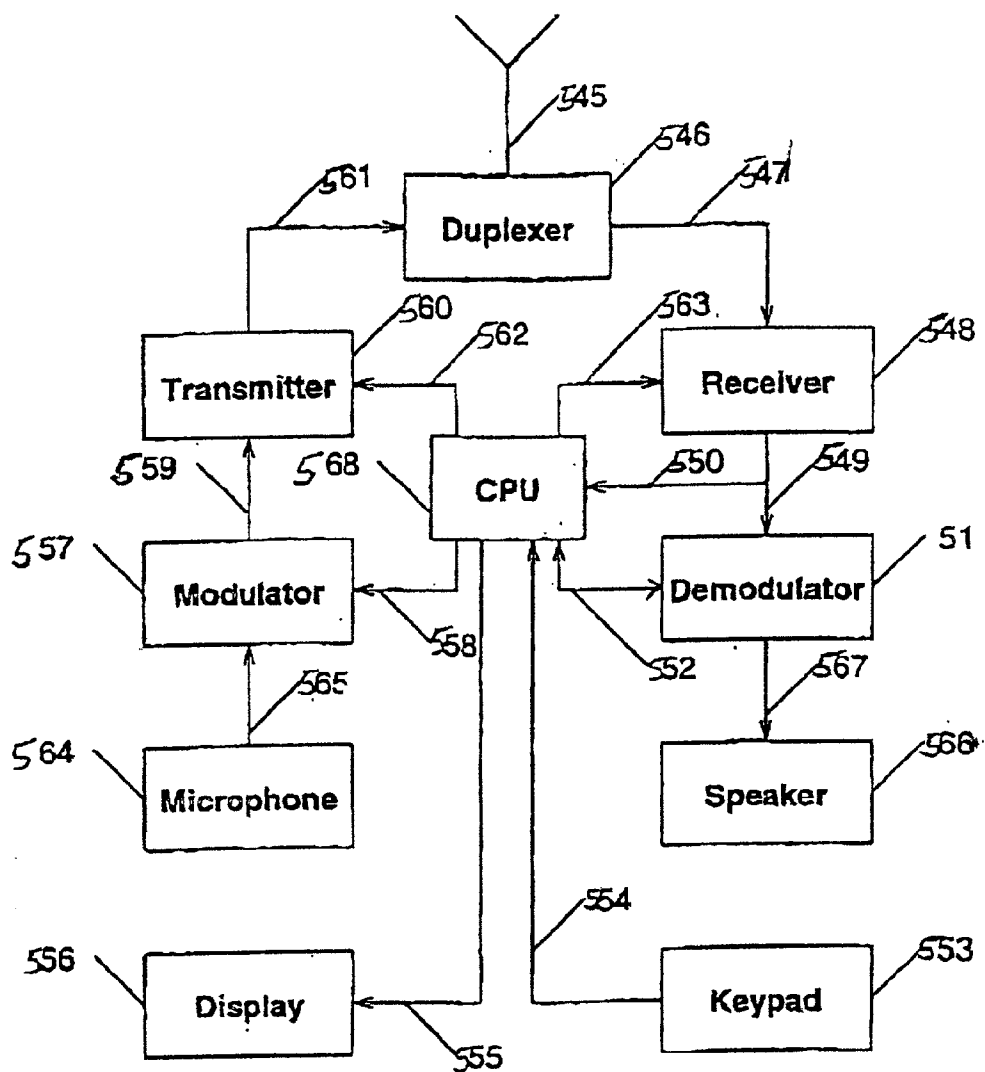 545
546
547
561
Duplexer
560
562
563
548
Transmitter
Receiver
559
568
CPU
550
549
557
51
Modulator
Demodulator
558
552
567
565
564
566
Microphone
Speaker
554
556
553
Display
Keypad
555